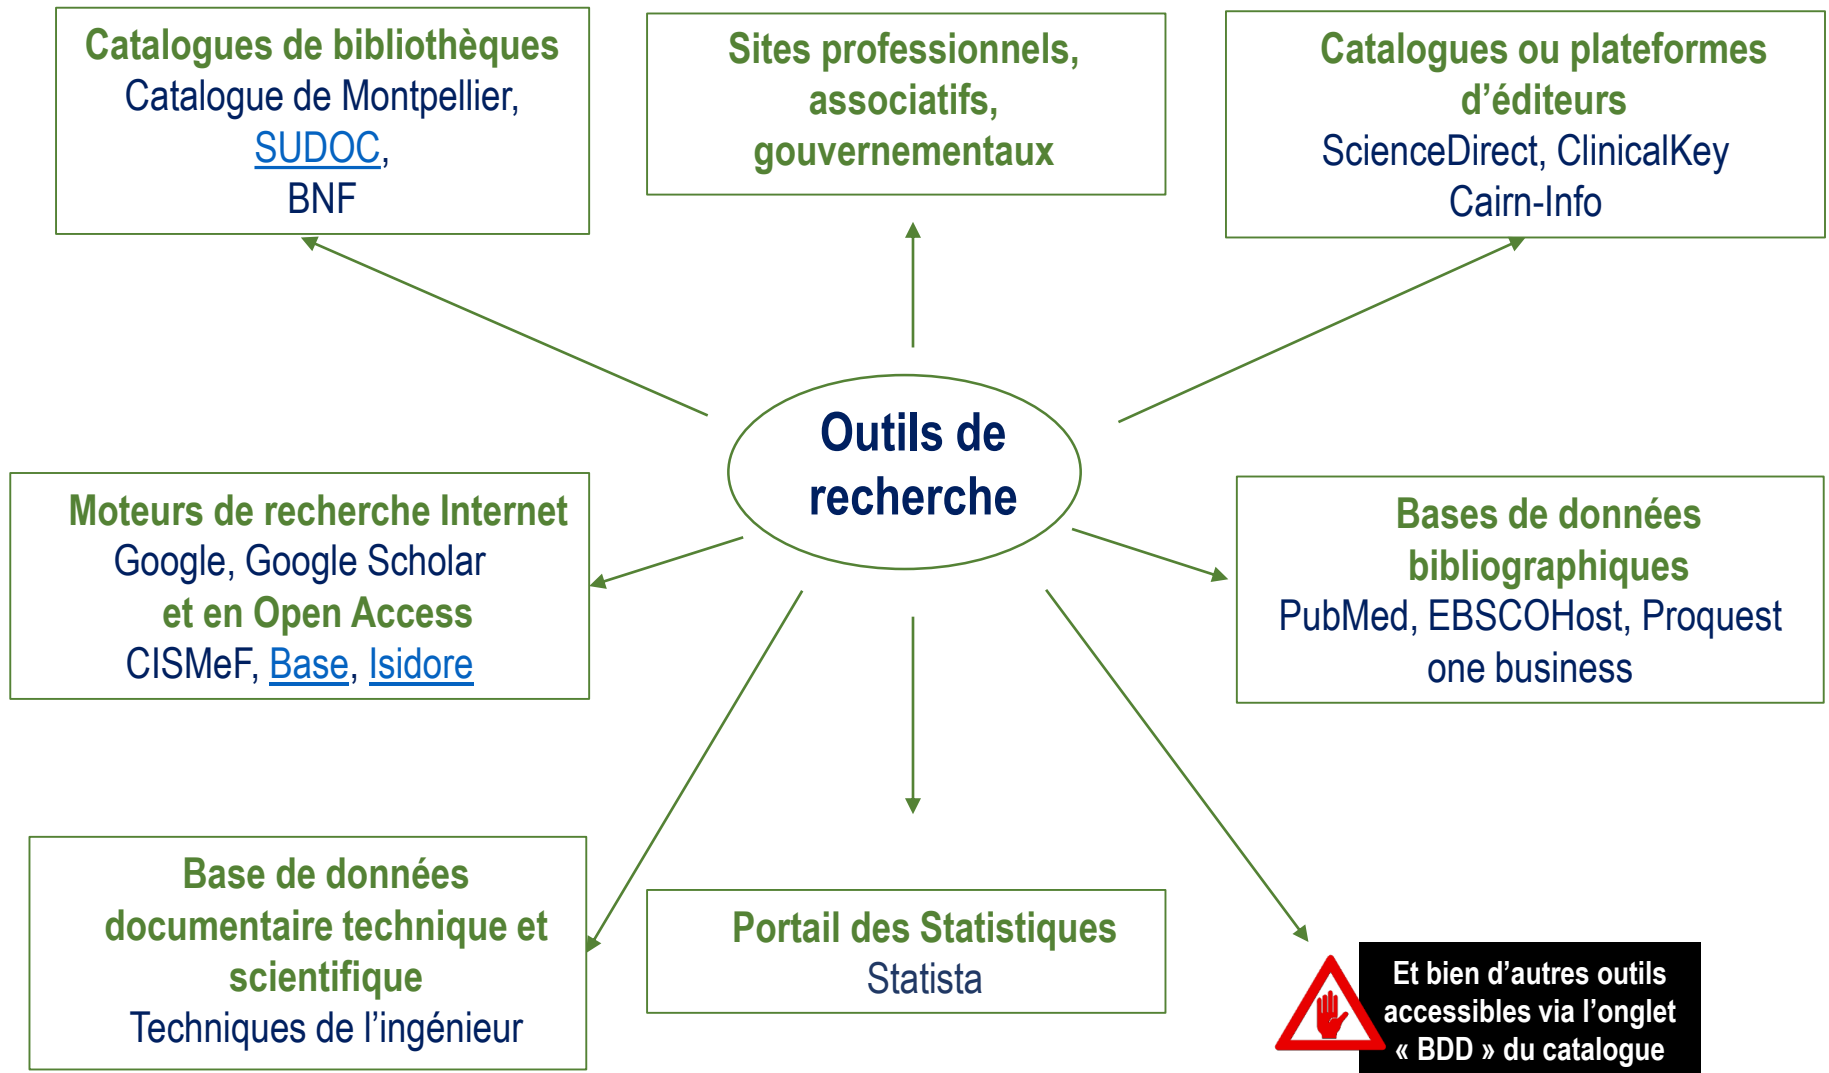 Catalogues de bibliothèques
Catalogue de Montpellier,
SUDOC,
BNF
Sites professionnels,
associatifs,
gouvernementaux
Catalogues ou plateformes
d’éditeurs
ScienceDirect, ClinicalKey
Cairn-Info
Outils de
recherche
Moteurs de recherche Internet
Google, Google Scholar
et en Open Access
CISMeF, Base, Isidore
Bases de données
bibliographiques
PubMed, EBSCOHost, Proquest
one business
Base de données
documentaire technique et
scientifique
Techniques de l’ingénieur
Portail des Statistiques
Statista
Et bien d’autres outils
accessibles via l’onglet
« BDD » du catalogue